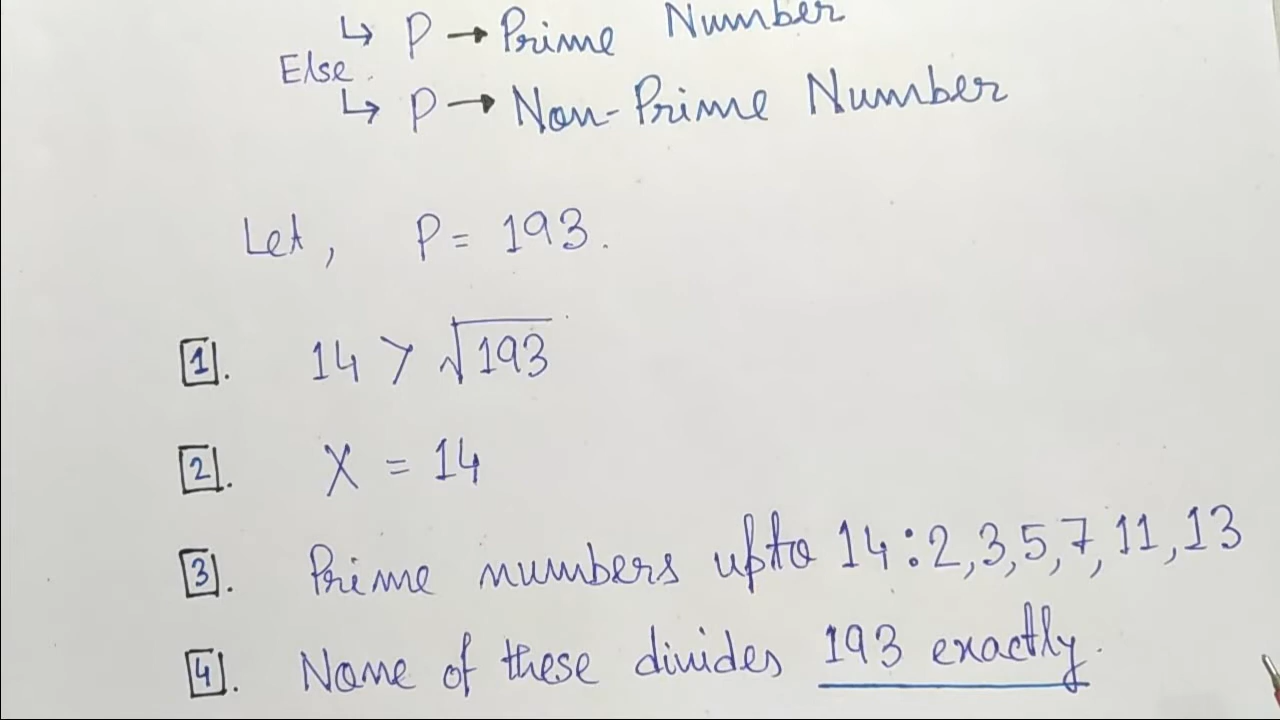 ↳ P → Prime Number
Else.
↳ P → Non-Prime Number
Let, P = 193.
1. 14 > √193
2. X = 14
3. Prime numbers upto 14: 2, 3, 5, 7, 11, 13
4. None of these divides 193 exactly.